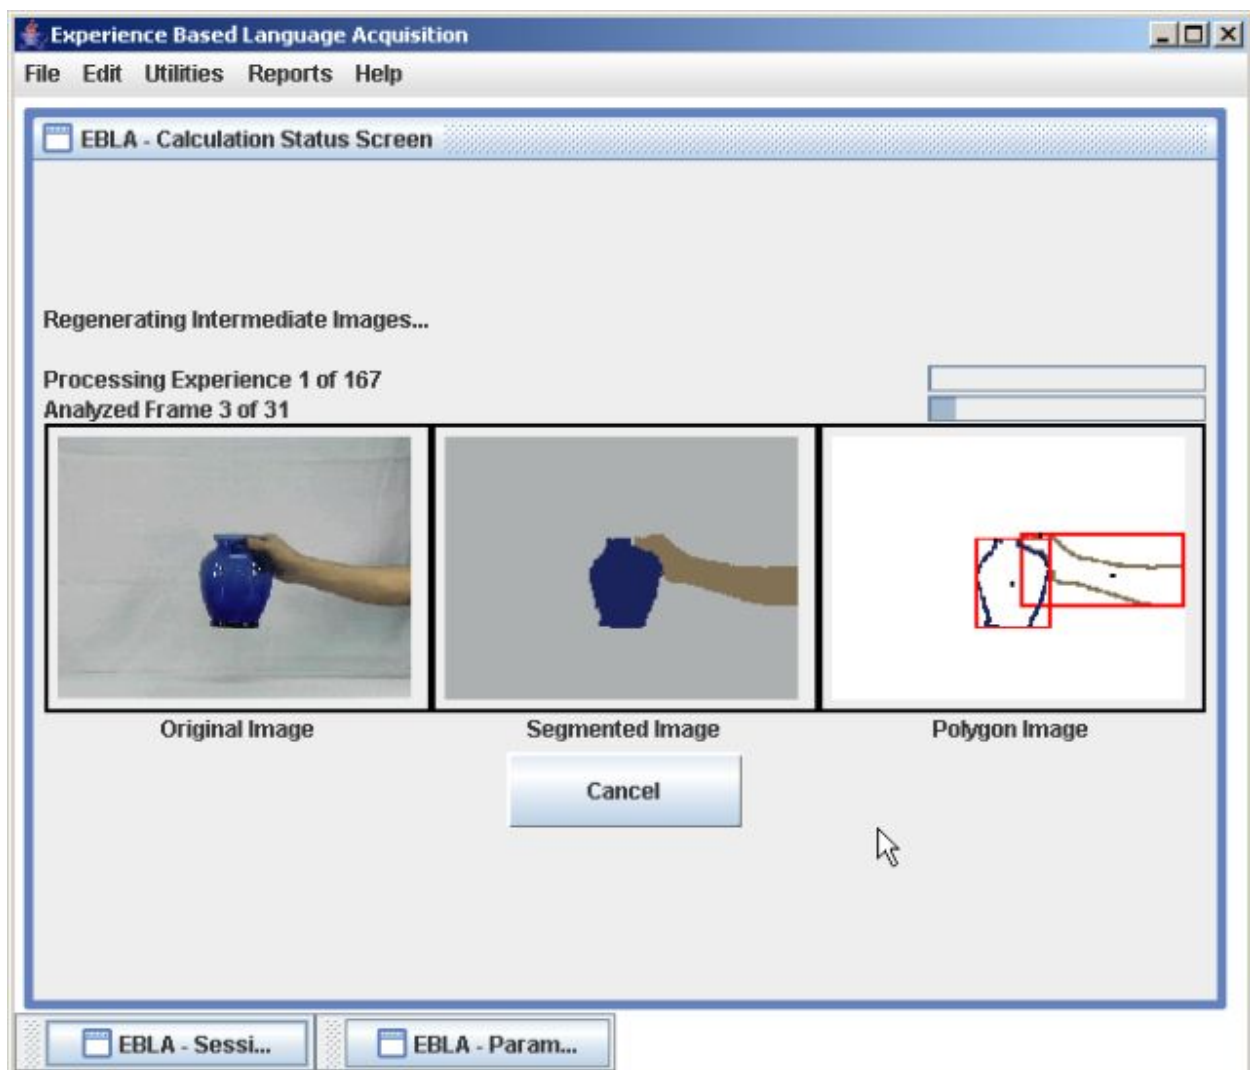 Experience Based Language Acquisition
File Edit Utilities Reports Help
EBLA - Calculation Status Screen
Regenerating Intermediate Images...
Processing Experience 1 of 167
Analyzed Frame 3 of 31
Original Image Segmented Image Polygon Image
Cancel
EBLA - Sessi... EBLA - Param...